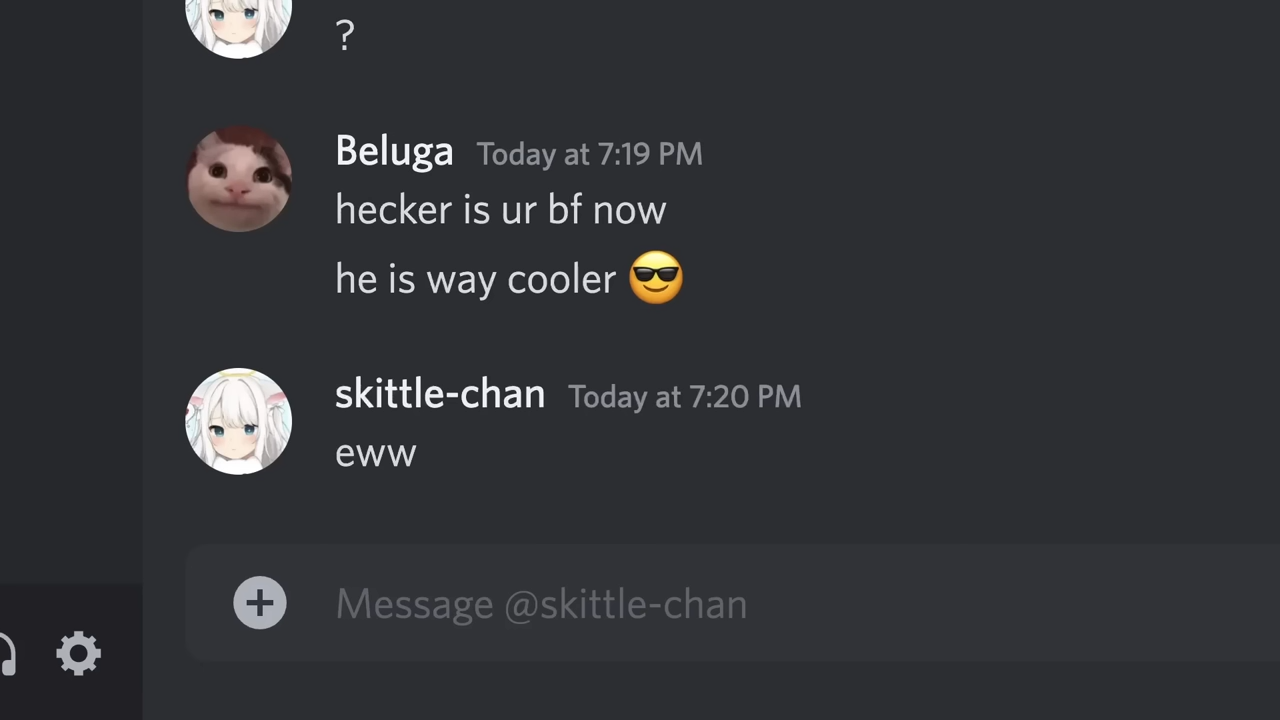 ?
Beluga Today at 7:19 PM
hecker is ur bf now
he is way cooler 😎
skittle-chan Today at 7:20 PM
eww
Message @skittle-chan